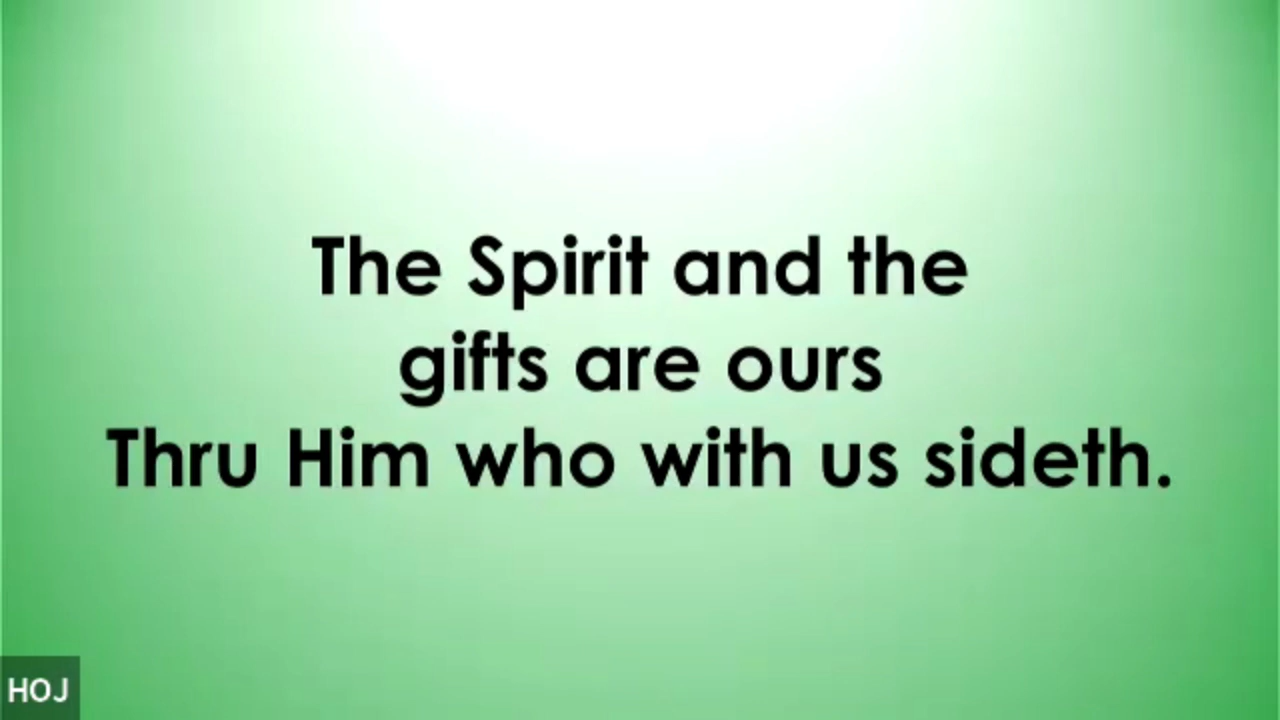 The Spirit and the
gifts are ours
Thru Him who with us sideth.
HOJ